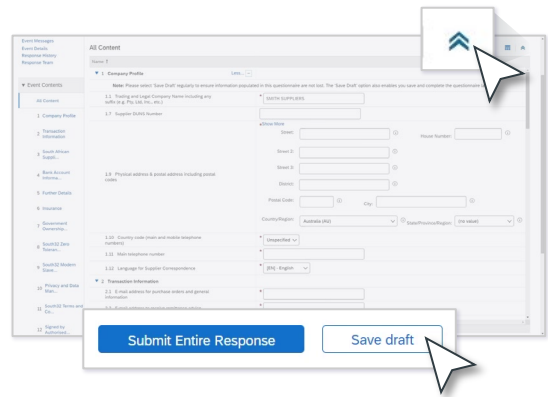 Event Messages
Event Details
Response History
Response Team
All Content
Name ↑
▼ Event Contents
All Content
1 Company Profile
2 Transaction Information
3 South African Suppl...
4 Bank Account Informa...
5 Further Details
6 Insurance
7 Government Ownership...
8 South32 Zero Toleran...
9 South32 Modern Slave...
10 Privacy and Data Man...
11 South32 Terms and Co...
12 Signed by Authorised...
▼ 1 Company Profile Less...
Note: Please select 'Save Draft' regularly to ensure information populated in this questionnaire are not lost. The 'Save Draft' option also enables you save and complete the questionnaire
1.1 Trading and Legal Company Name including any suffix (e.g. Pty, Ltd, Inc., etc.) * SMITH SUPPLIERS
1.7 Supplier DUNS Number
*Show More
Street: House Number:
Street 2:
Street 3:
District:
1.9 Physical address & postal address including postal codes
Postal Code: City:
Country/Region: Australia (AU) State/Province/Region: (no value)
1.10 Country code (main and mobile telephone numbers) * Unspecified
1.11 Main telephone number *
1.12 Language for Supplier Correspondence * [EN] - English
▼ 2 Transaction Information
2.1 E-mail address for purchase orders and general information *
Submit Entire Response
Save draft